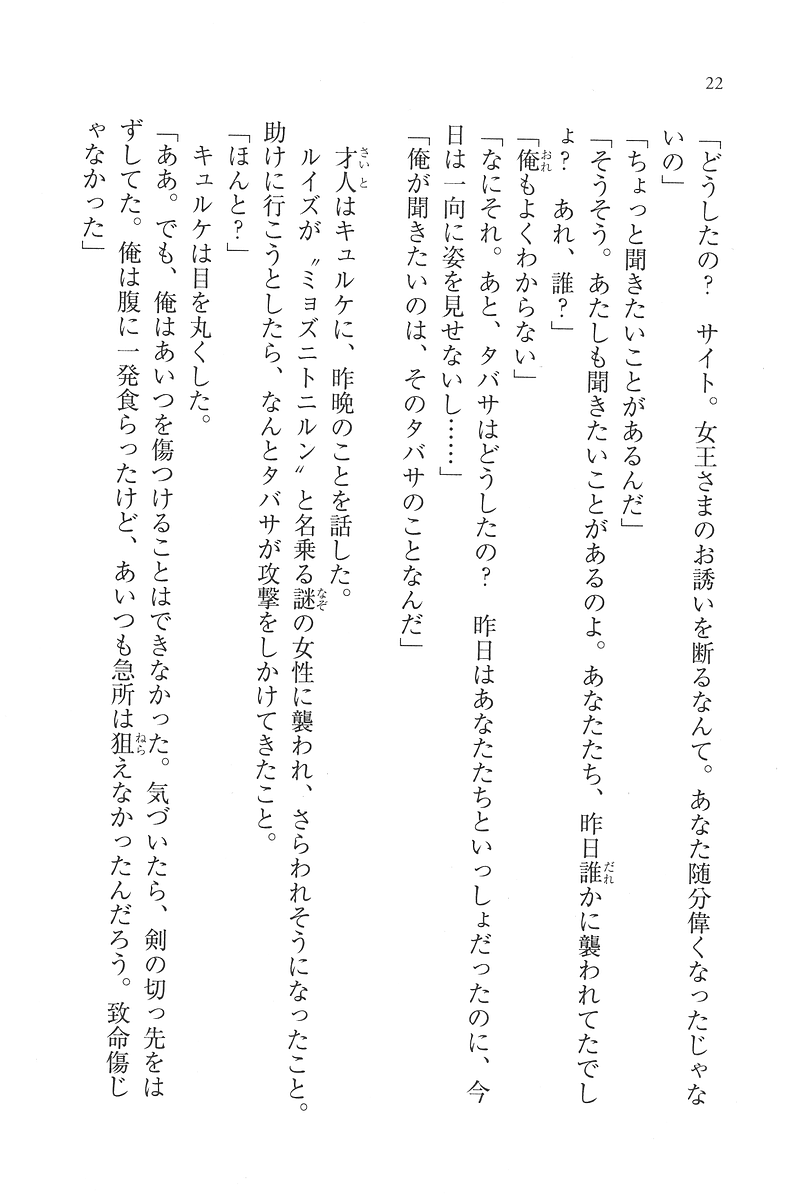 22
「どうしたの？　サイト。女王さまのお誘いを断るなんて。あなた随分偉くなったじゃな
いの」
「ちょっと聞きたいことがあるんだ」
「そうそう。あたしも聞きたいことがあるのよ。あなたたち、昨日誰かに襲われてたでし
ょ？　あれ、誰？」
「俺もよくわからない」
「なにそれ。あと、タバサはどうしたの？　昨日はあなたたちといっしょだったのに、今
日は一向に姿を見せないし……」
「俺が聞きたいのは、そのタバサのことなんだ」
才人はキュルケに、昨晩のことを話した。
ルイズが〝ミョズニトニルン〟と名乗る謎の女性に襲われ、さらわれそうになったこと。
助けに行こうとしたら、なんとタバサが攻撃をしかけてきたこと。
「ほんと？」
キュルケは目を丸くした。
「ああ。でも、俺はあいつを傷つけることはできなかった。気づいたら、剣の切っ先をは
ずしてた。俺は腹に一発食らったけど、あいつも急所は狙えなかったんだろう。致命傷じ
ゃなかった」